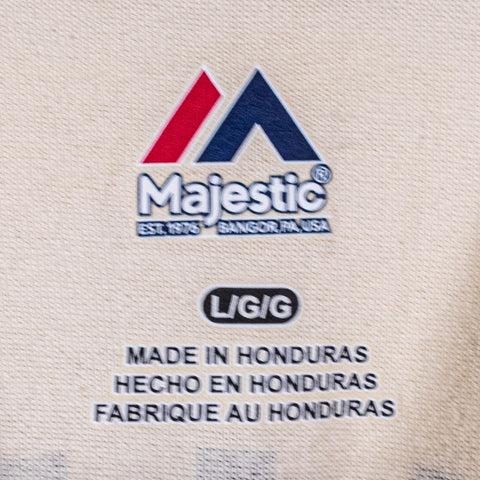 Majestic®
EST. 1976 BANGOR, PA, USA
L/G/G
MADE IN HONDURAS
HECHO EN HONDURAS
FABRIQUE AU HONDURAS